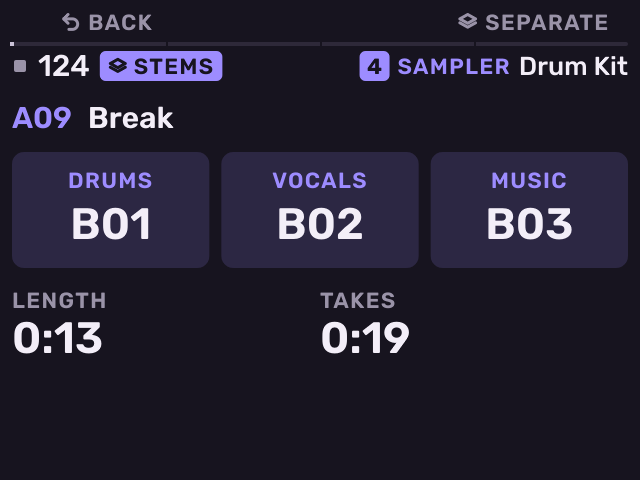 BACK SEPARATE
124 STEMS 4 SAMPLER Drum Kit
A09 Break
DRUMS VOCALS MUSIC
B01 B02 B03
LENGTH TAKES
0:13 0:19